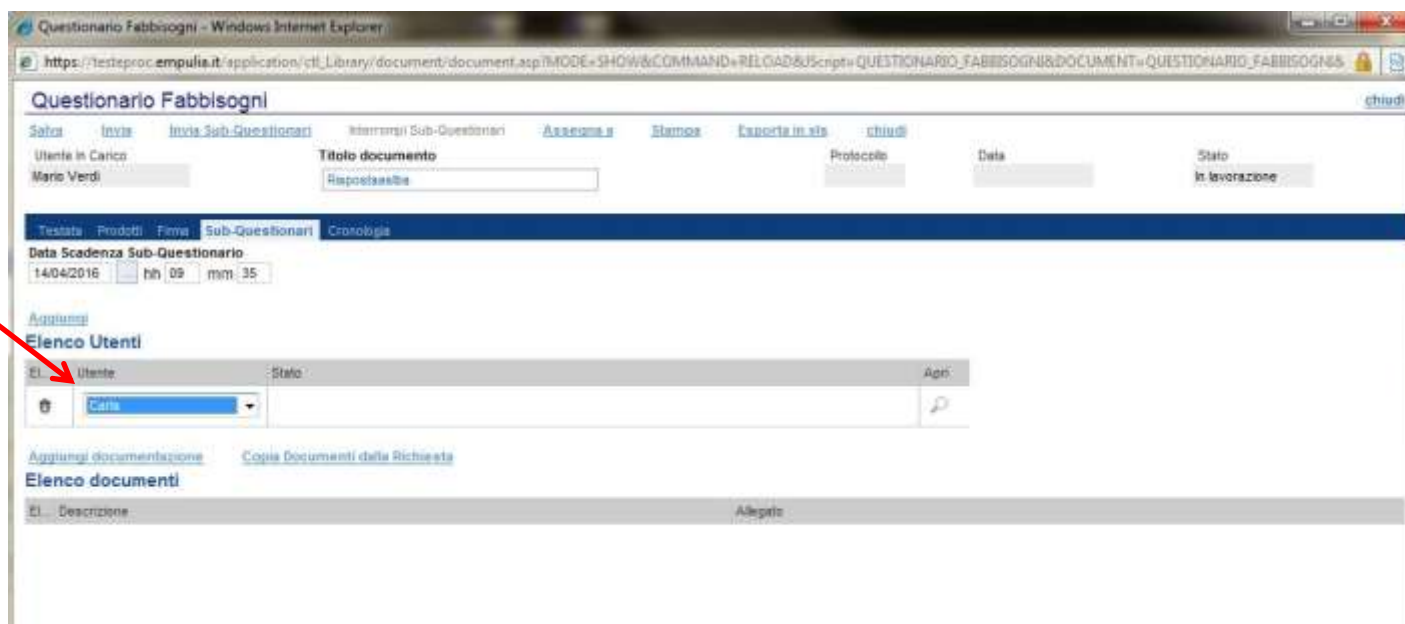 Questionario Fabbisogni - Windows Internet Explorer
https://testeproc.empulia.it/application/ctl_Library/document/document.asp?MODE=SHOW&COMMAND=RELOAD&JScript=QUESTIONARIO_FABBISOGNI&DOCUMENT=QUESTIONARIO_FABBISOGNI&
Questionario Fabbisogni chiudi
Salva Invia Invia Sub-Questionari Interrompi Sub-Questionari Assegna a Stampa Esporta in xls chiudi
Utente in Carico Titolo documento Protocollo Data Stato
Mario Verdi In lavorazione
Testata Prodotti Firma Sub-Questionari Cronologia
Data Scadenza Sub-Questionario
14/04/2016 ... hh 09 mm 35
Aggiungi
Elenco Utenti
El... Utente Stato Apri
Aggiungi documentazione Copia Documenti dalla Richiesta
Elenco documenti
El... Descrizione Allegato